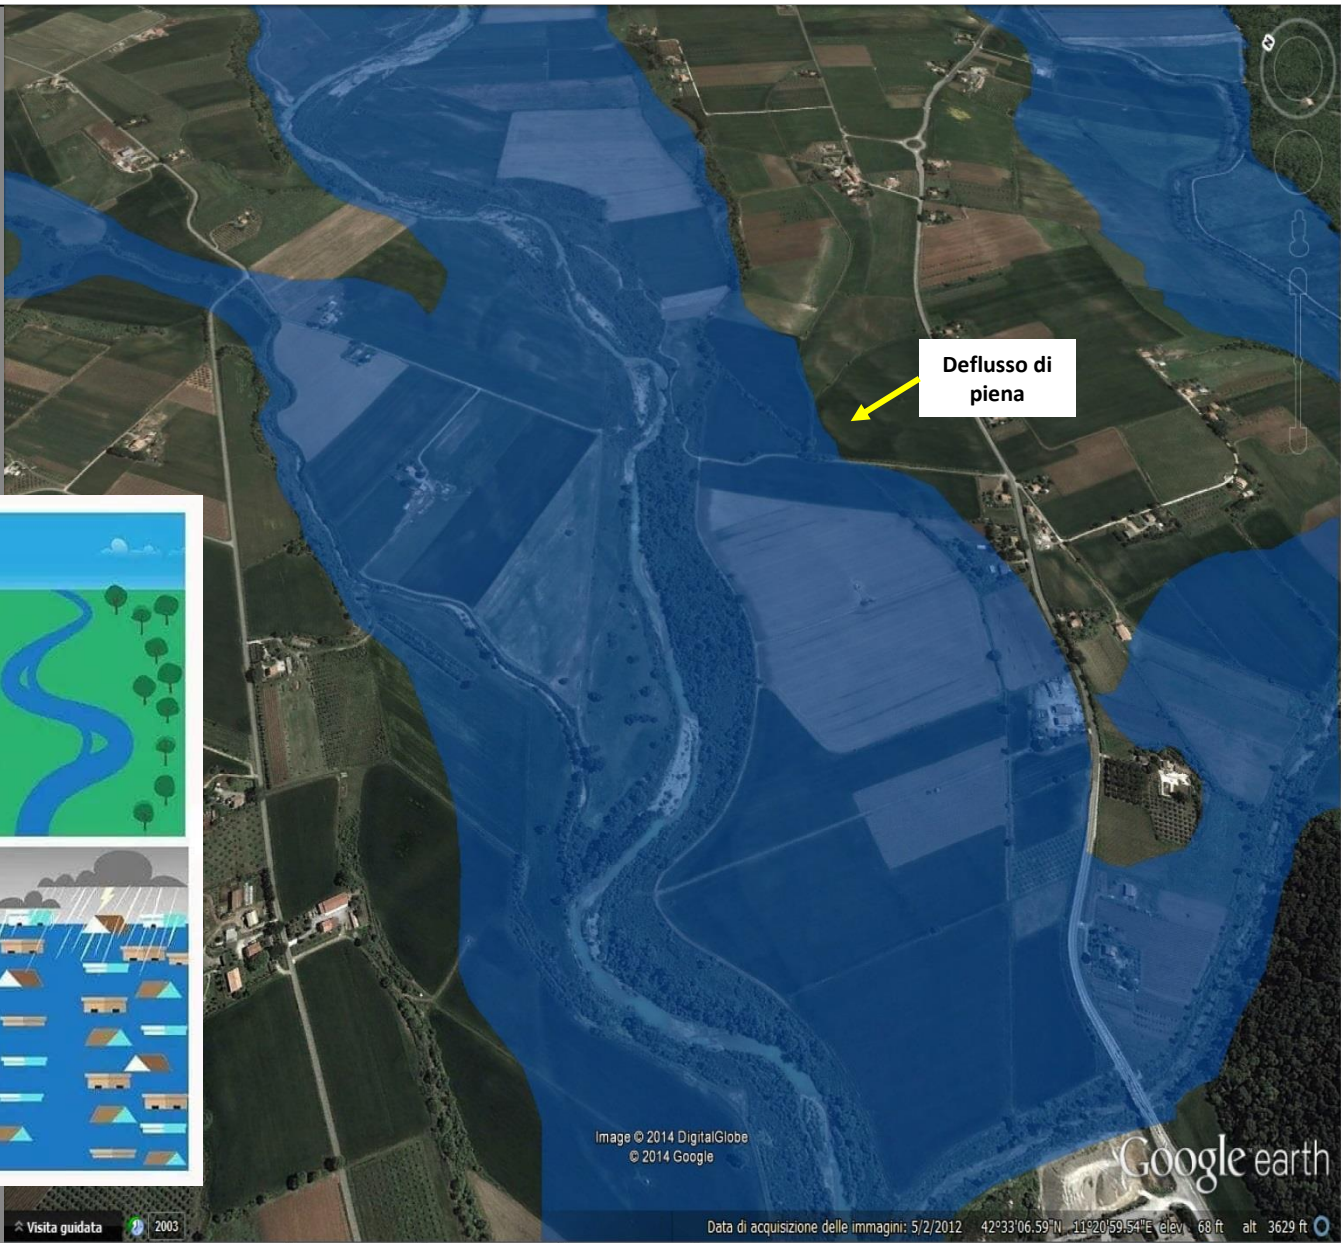 Deflusso di
piena
Image © 2014 DigitalGlobe
© 2014 Google
Google earth
Visita guidata
2003
Data di acquisizione delle immagini: 5/2/2012 42°33'06.59"N 11°20'59.54"E elev 68 ft alt 3629 ft